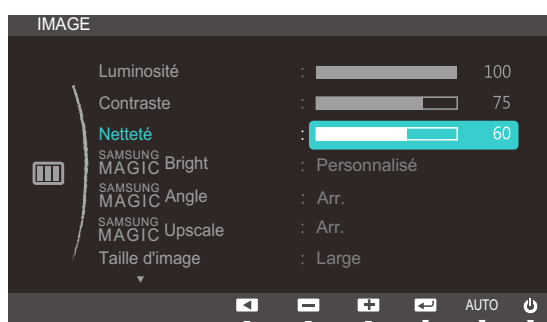 IMAGE
Luminosité : 100
Contraste : 75
Netteté : 60
SAMSUNG MAGIC Bright : Personnalisé
SAMSUNG MAGIC Angle : Arr.
SAMSUNG MAGIC Upscale : Arr.
Taille d'image : Large
AUTO